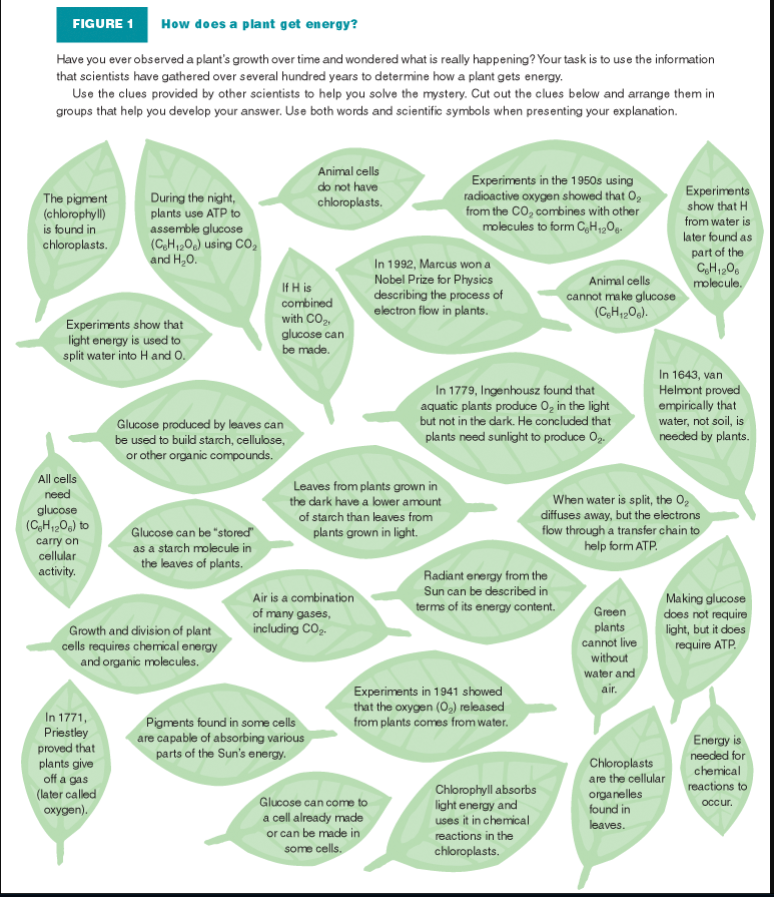 FIGURE 1
How does a plant get energy?
Have you ever observed a plant's growth over time and wondered what is really happening? Your task is to use the information
that scientists have gathered over several hundred years to determine how a plant gets energy.
Use the clues provided by other scientists to help you solve the mystery. Cut out the clues below and arrange them in
groups that help you develop your answer. Use both words and scientific symbols when presenting your explanation.
The pigment
(chlorophyll)
is found in
chloroplasts.
During the night,
plants use ATP to
assemble glucose
(C₆H₁₂O₆) using CO₂
and H₂O.
Animal cells
do not have
chloroplasts.
Experiments in the 1950s using
radioactive oxygen showed that O₂
from the CO₂ combines with other
molecules to form C₆H₁₂O₆.
Experiments
show that H
from water is
later found as
part of the
C₆H₁₂O₆
molecule.
If H is
combined
with CO₂,
glucose can
be made.
In 1992, Marcus won a
Nobel Prize for Physics
describing the process of
electron flow in plants.
Animal cells
cannot make glucose
(C₆H₁₂O₆).
Experiments show that
light energy is used to
split water into H and O.
In 1779, Ingenhousz found that
aquatic plants produce O₂ in the light
but not in the dark. He concluded that
plants need sunlight to produce O₂.
In 1643, van
Helmont proved
empirically that
water, not soil, is
needed by plants.
Glucose produced by leaves can
be used to build starch, cellulose,
or other organic compounds.
All cells
need
glucose
(C₆H₁₂O₆) to
carry on
cellular
activity.
Leaves from plants grown in
the dark have a lower amount
of starch than leaves from
plants grown in light.
When water is split, the O₂
diffuses away, but the electrons
flow through a transfer chain to
help form ATP.
Glucose can be "stored"
as a starch molecule in
the leaves of plants.
Radiant energy from the
Sun can be described in
terms of its energy content.
Air is a combination
of many gases,
including CO₂.
Green
plants
cannot live
without
water and
air.
Making glucose
does not require
light, but it does
require ATP.
Growth and division of plant
cells requires chemical energy
and organic molecules.
Experiments in 1941 showed
that the oxygen (O₂) released
from plants comes from water.
In 1771,
Priestley
proved that
plants give
off a gas
(later called
oxygen).
Pigments found in some cells
are capable of absorbing various
parts of the Sun's energy.
Energy is
needed for
chemical
reactions to
occur.
Chloroplasts
are the cellular
organelles
found in
leaves.
Glucose can come to
a cell already made
or can be made in
some cells.
Chlorophyll absorbs
light energy and
uses it in chemical
reactions in the
chloroplasts.